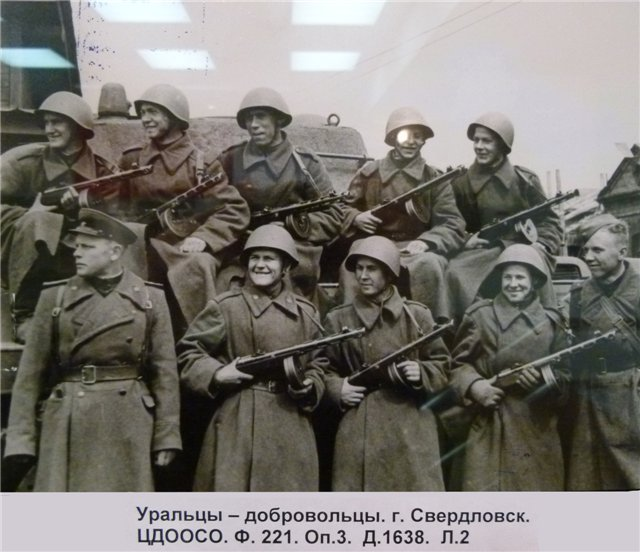 Уральцы – добровольцы. г. Свердловск.
ЦДООСО. Ф. 221. Оп.3. Д.1638. Л.2